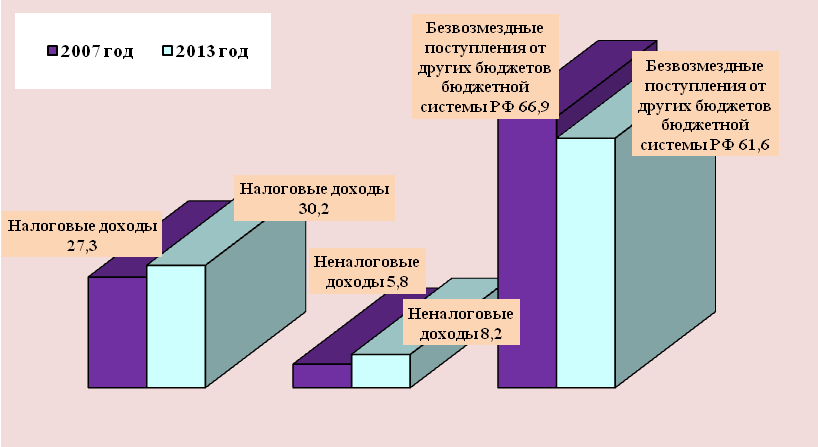 2007 год 2013 год
Безвозмездные
поступления от
других бюджетов
бюджетной
системы РФ 66,9
Безвозмездные
поступления от
других бюджетов
бюджетной
системы РФ 61,6
Налоговые доходы
30,2
Налоговые доходы
27,3
Неналоговые
доходы 5,8
Неналоговые
доходы 8,2